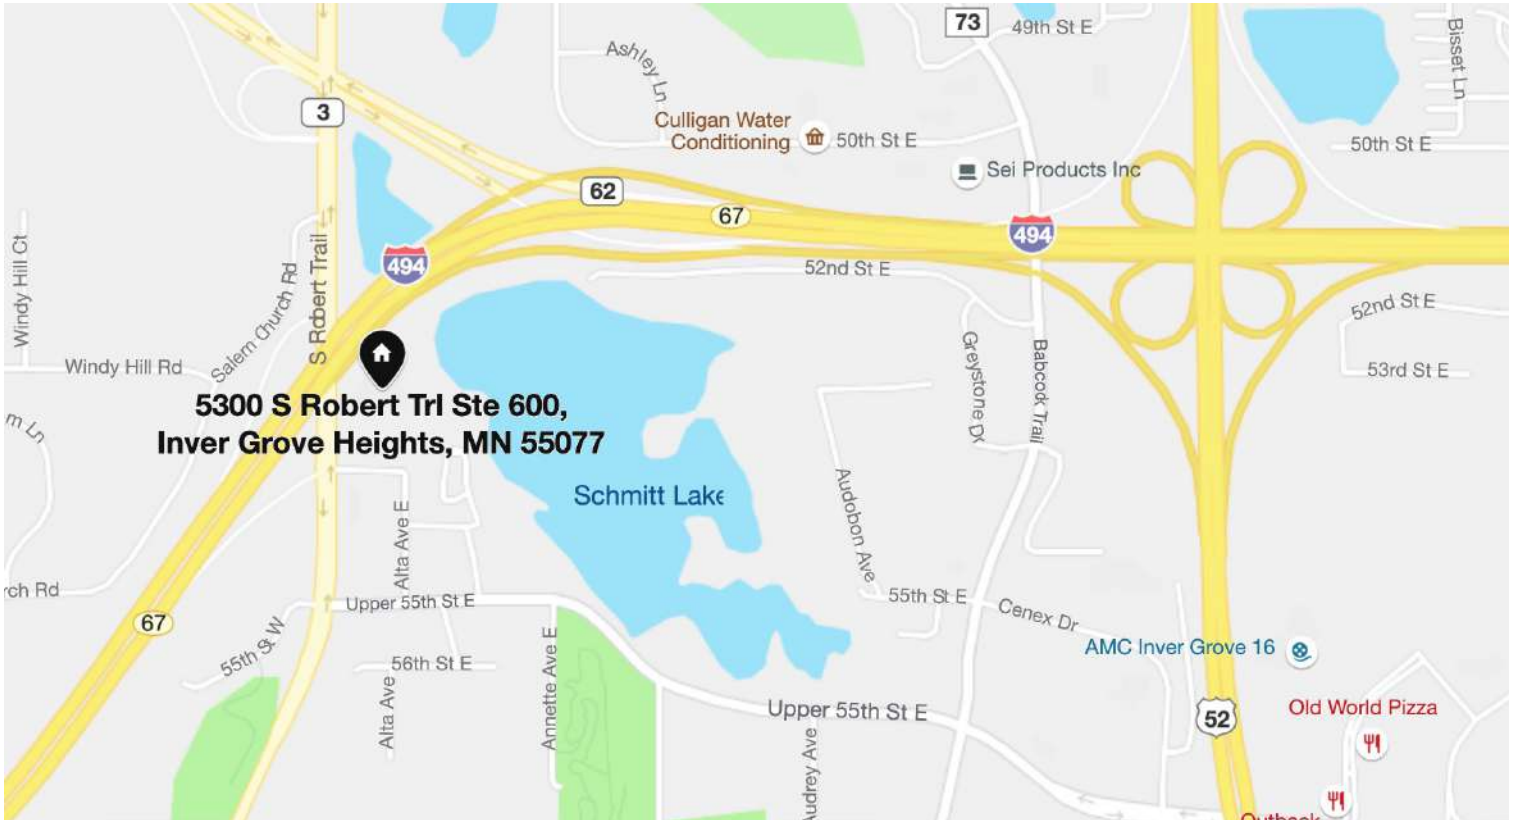 73
49th St E
Bisset Ln
Ashley Ln
3
Culligan Water
Conditioning
50th St E
50th St E
Sei Products Inc
62
67
494
494
52nd St E
Windy Hill Ct
S Robert Trail
Salem Church Rd
52nd St E
Windy Hill Rd
Greystone Dr
Babcock Trail
53rd St E
5300 S Robert Trl Ste 600,
Inver Grove Heights, MN 55077
m Ln
Schmitt Lake
Audobon Ave
Alta Ave E
rch Rd
Upper 55th St E
55th St E
Cenex Dr
67
55th St W
56th St E
Annette Ave E
AMC Inver Grove 16
Alta Ave
Upper 55th St E
52
Old World Pizza
Audrey Ave
Outback